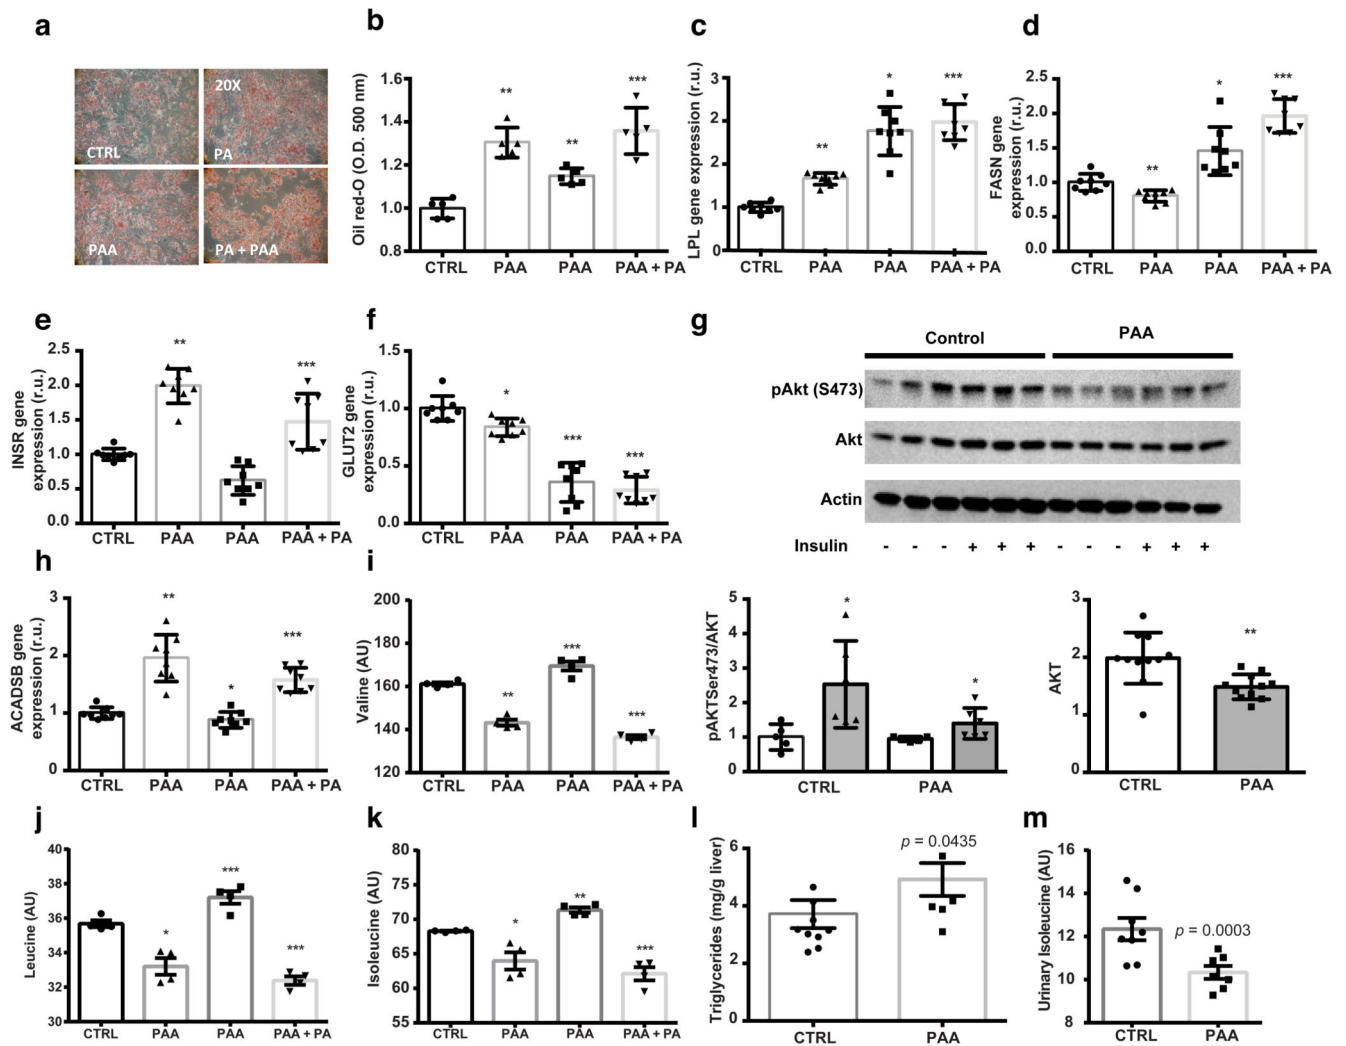 a
CTRL
20X
PA
PAA
PA + PAA
b
Oil red-O (O.D. 500 nm)
1.6
1.4
1.2
1.0
0.8
**
**
***
CTRL PAA PAA PAA + PA
c
LPL gene expression (r.u.)
3
2
2
1
0
**
*
***
CTRL PAA PAA PAA + PA
d
FASN gene
expression (r.u.)
2.5
2.0
1.5
1.0
0.5
0.0
**
*
***
CTRL PAA PAA PAA + PA
e
INSR gene
expression (r.u.)
2.5
2.0
1.5
1.0
0.5
0.0
**
***
CTRL PAA PAA PAA + PA
f
GLUT2 gene
expression (r.u.)
1.5
1.0
0.5
0.0
*
***
***
CTRL PAA PAA PAA + PA
g
Control PAA
pAkt (S473)
Akt
Actin
Insulin - - - + + + - - - + + +
pAKTSer473/AKT
5
4
3
2
1
0
*
*
CTRL PAA
AKT
3
2
1
0
**
CTRL PAA
h
ACADSB gene
expression (r.u.)
3
2
1
0
**
*
***
CTRL PAA PAA PAA + PA
i
Valine (AU)
200
180
160
140
120
**
***
***
CTRL PAA PAA PAA + PA
j
Leucine (AU)
40
38
36
34
32
30
*
***
***
CTRL PAA PAA PAA + PA
k
Isoleucine (AU)
80
75
70
65
60
55
*
**
***
CTRL PAA PAA PAA + PA
l
Triglycerides (mg/g liver)
6
4
2
0
p = 0.0435
CTRL PAA
m
Urinary Isoleucine (AU)
16
14
12
10
8
p = 0.0003
CTRL PAA